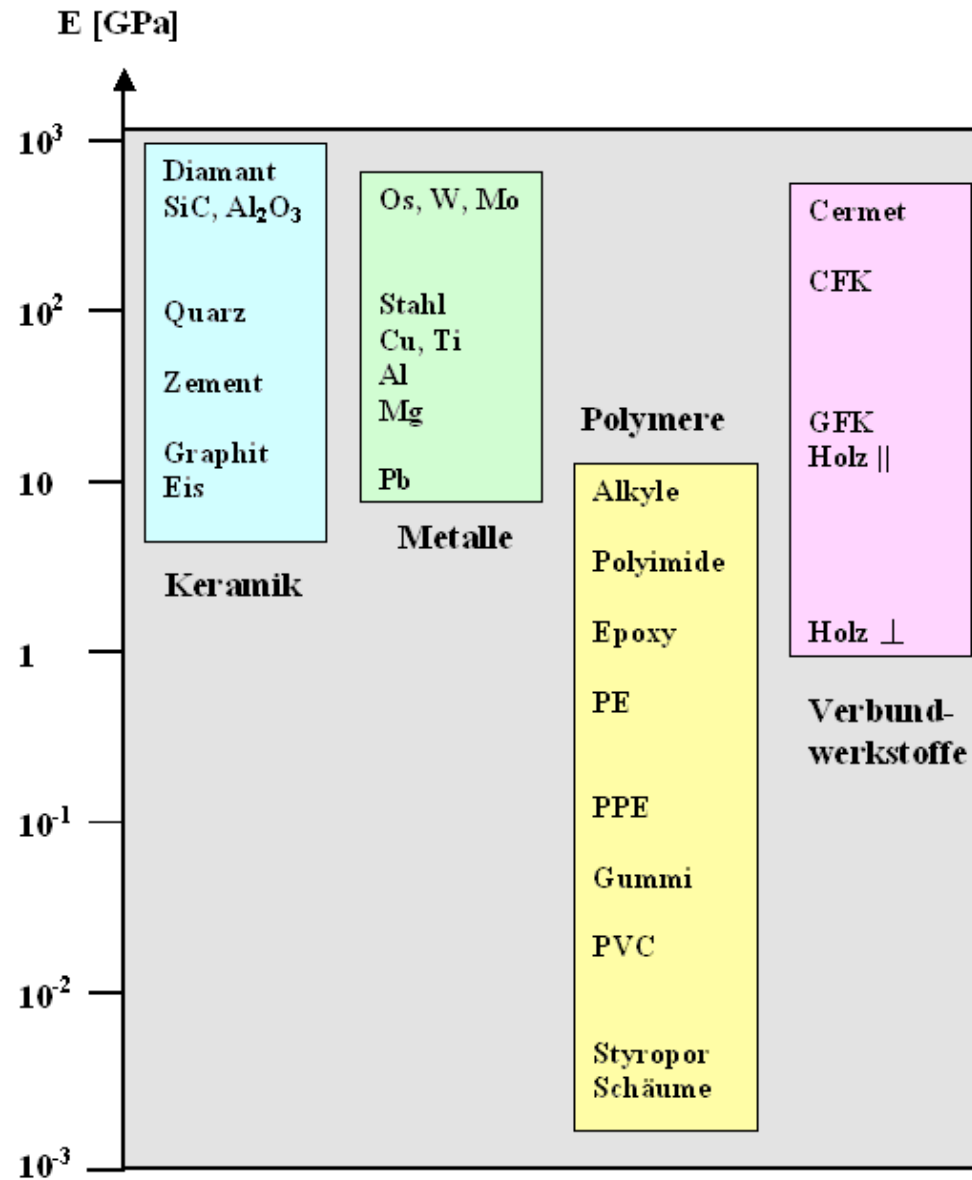 E [GPa]
10³
10²
10
1
10⁻¹
10⁻²
10⁻³
Diamant
SiC, Al₂O₃
Quarz
Zement
Graphit
Eis
Keramik
Os, W, Mo
Stahl
Cu, Ti
Al
Mg
Pb
Metalle
Polymere
Alkyle
Polyimide
Epoxy
PE
PPE
Gummi
PVC
Styropor
Schäume
Cermet
CFK
GFK
Holz ||
Holz ⊥
Verbund-
werkstoffe